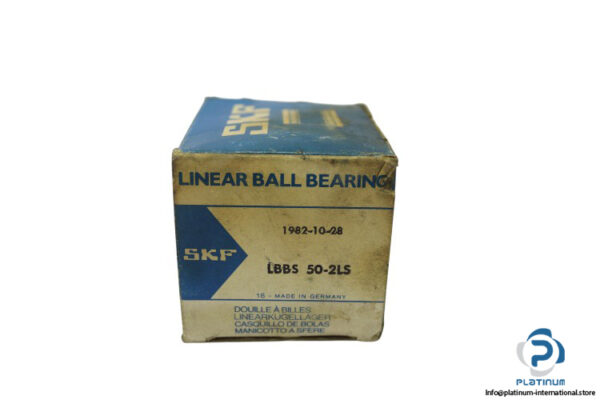 SKF
LINEAR BALL BEARING
1982-10-28
SKF
LBBS 50-2LS
16 - MADE IN GERMANY
DOUILLE À BILLES
LINEARKUGELLAGER
CASQUILLO DE BOLAS
MANICOTTO A SFERE
PLATINUM
Info@platinum-international.store